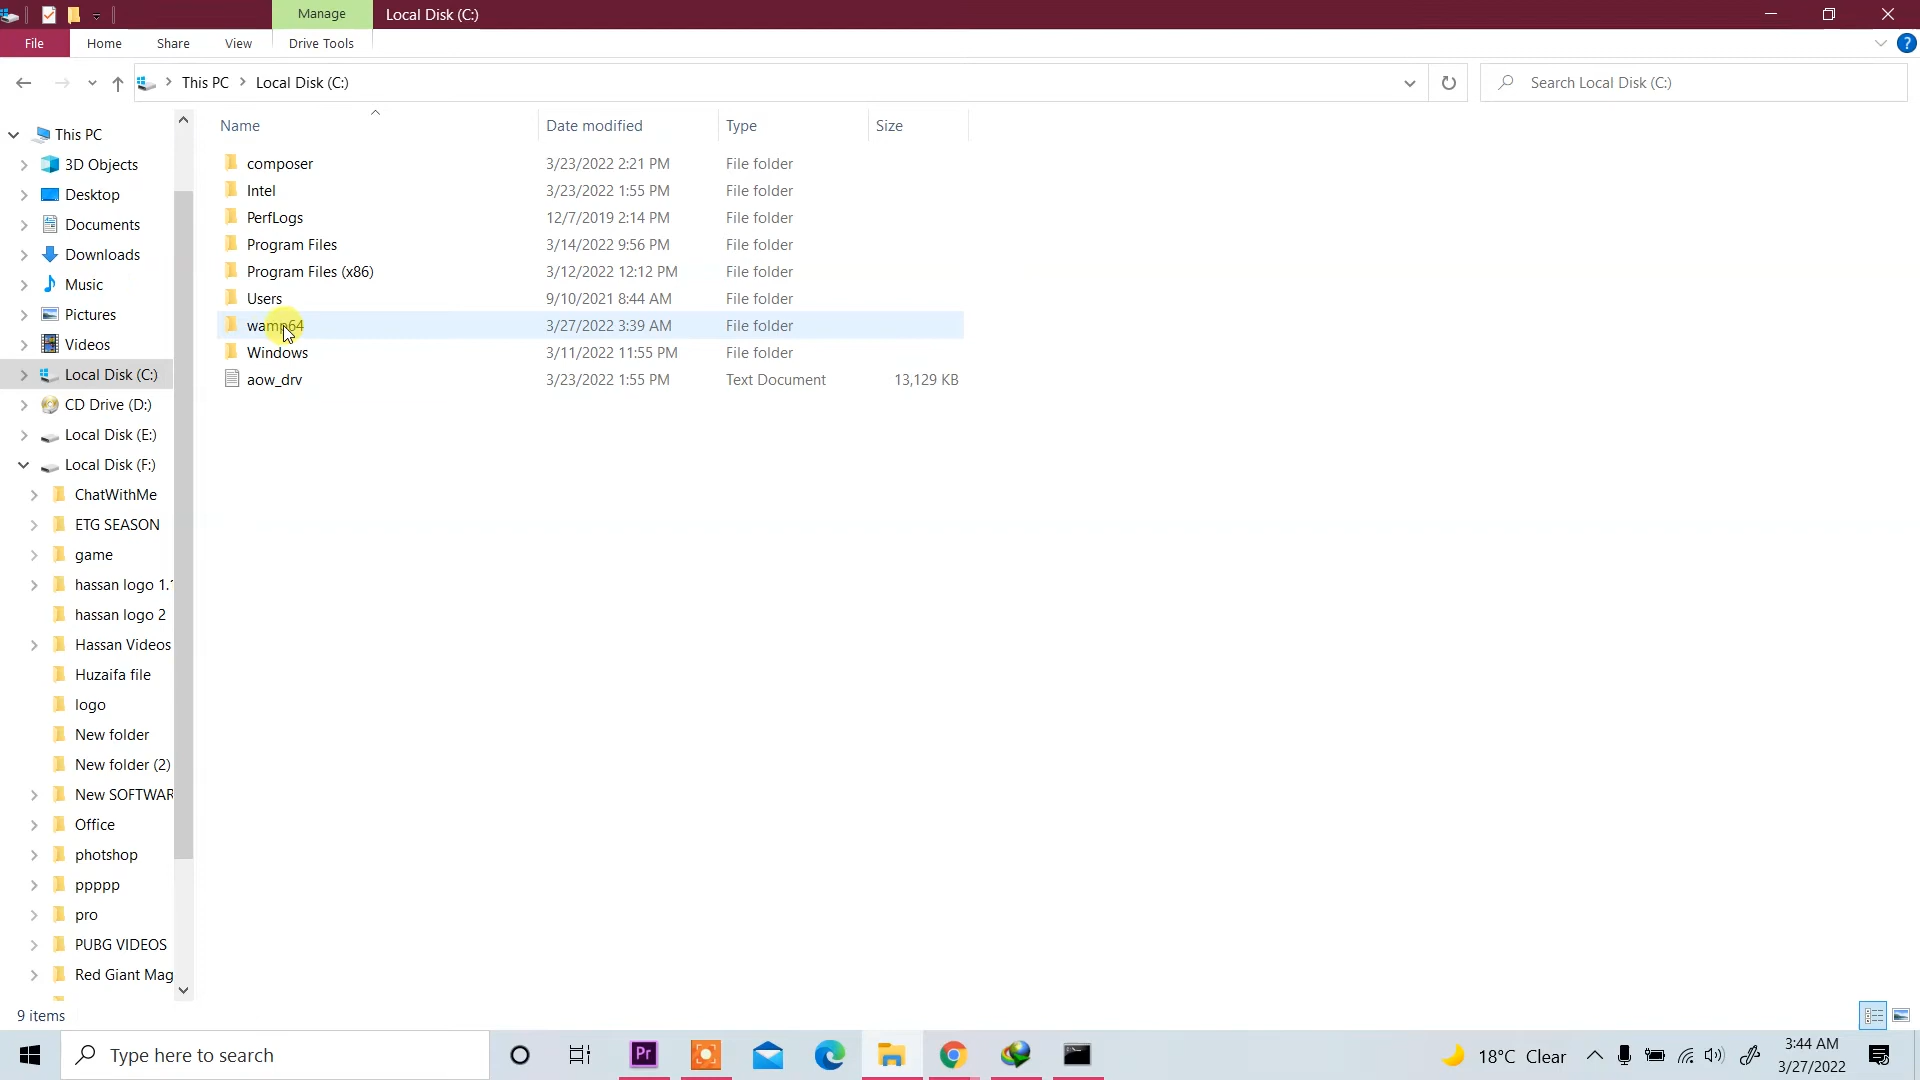 Manage
Local Disk (C:)
File
Home
Share
View
Drive Tools
?
This PC
Local Disk (C:)
Search Local Disk (C:)
Name
Date modified
Type
Size
composer 3/23/2022 2:21 PM File folder
Intel 3/23/2022 1:55 PM File folder
PerfLogs 12/7/2019 2:14 PM File folder
Program Files 3/14/2022 9:56 PM File folder
Program Files (x86) 3/12/2022 12:12 PM File folder
Users 9/10/2021 8:44 AM File folder
wamp64 3/27/2022 3:39 AM File folder
Windows 3/11/2022 11:55 PM File folder
aow_drv 3/23/2022 1:55 PM Text Document 13,129 KB
This PC
3D Objects
Desktop
Documents
Downloads
Music
Pictures
Videos
Local Disk (C:)
CD Drive (D:)
Local Disk (E:)
Local Disk (F:)
ChatWithMe
ETG SEASON
game
hassan logo 1.1
hassan logo 2
Hassan Videos
Huzaifa file
logo
New folder
New folder (2)
New SOFTWAR
Office
photshop
ppppp
pro
PUBG VIDEOS
Red Giant Mag
9 items
Type here to search
Pr
18°C Clear
3:44 AM
3/27/2022